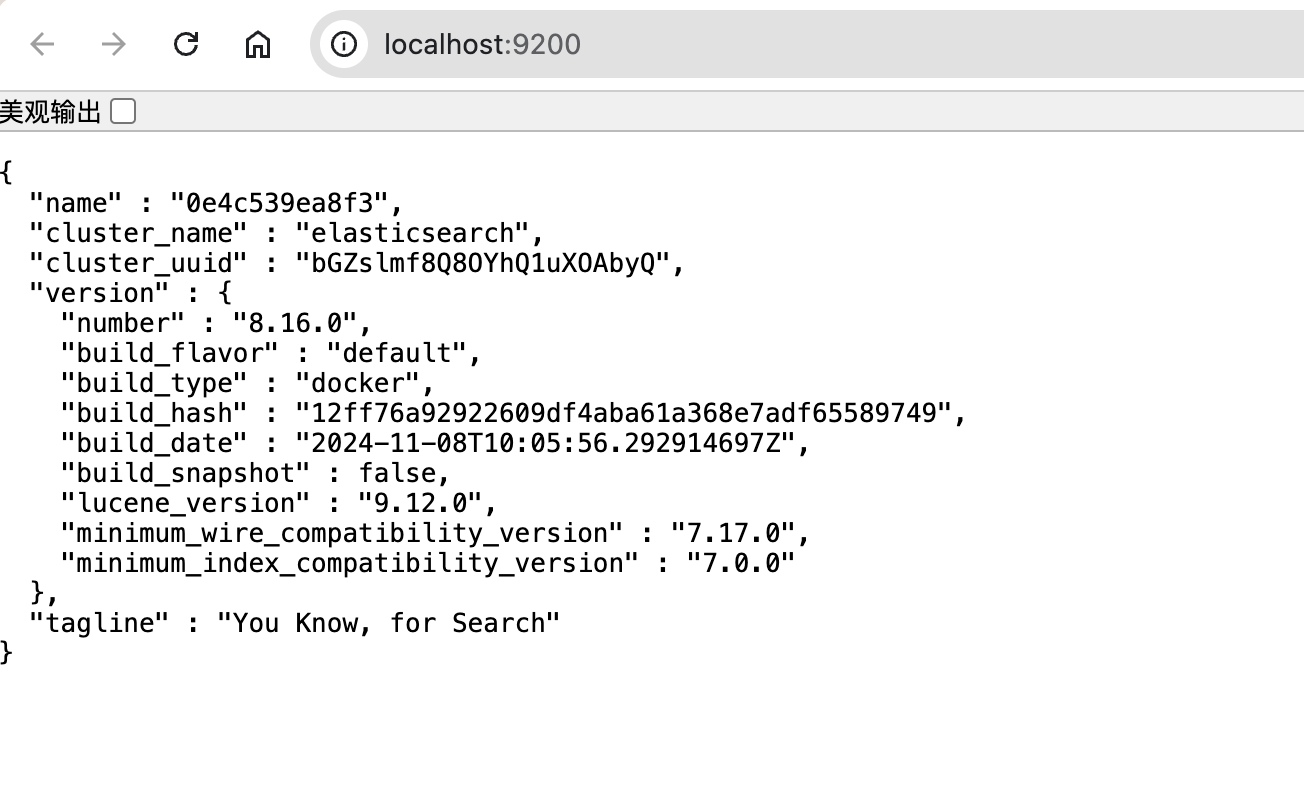 localhost:9200
美观输出
{
  "name" : "0e4c539ea8f3",
  "cluster_name" : "elasticsearch",
  "cluster_uuid" : "bGZslmf8Q8OYhQ1uXOAbyQ",
  "version" : {
    "number" : "8.16.0",
    "build_flavor" : "default",
    "build_type" : "docker",
    "build_hash" : "12ff76a92922609df4aba61a368e7adf65589749",
    "build_date" : "2024-11-08T10:05:56.292914697Z",
    "build_snapshot" : false,
    "lucene_version" : "9.12.0",
    "minimum_wire_compatibility_version" : "7.17.0",
    "minimum_index_compatibility_version" : "7.0.0"
  },
  "tagline" : "You Know, for Search"
}